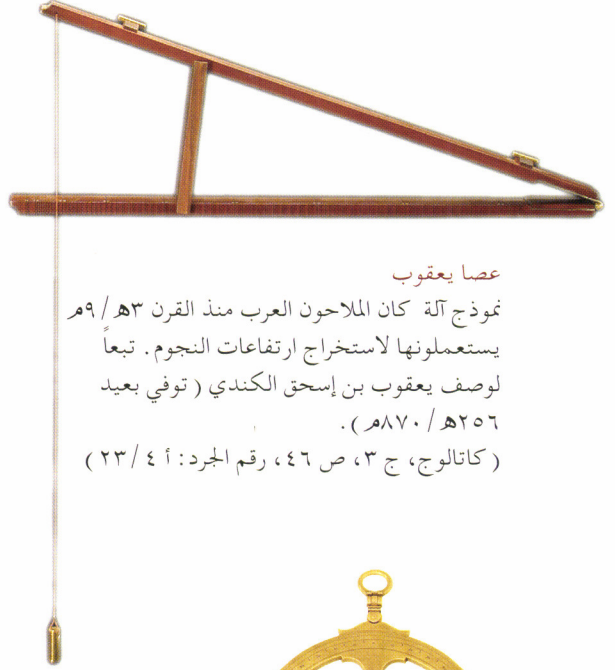 عصا يعقوب
نموذج آلة كان الملاحون العرب منذ القرن ٣هـ / ٩م
يستعملونها لاستخراج ارتفاعات النجوم. تبعاً
لوصف يعقوب بن إسحق الكندي ( توفي بعيد
٢٥٦هـ / ٨٧٠م ).
( كاتالوج، ج ٣، ص ٤٦، رقم الجرد: أ ٤ / ٢٣ )